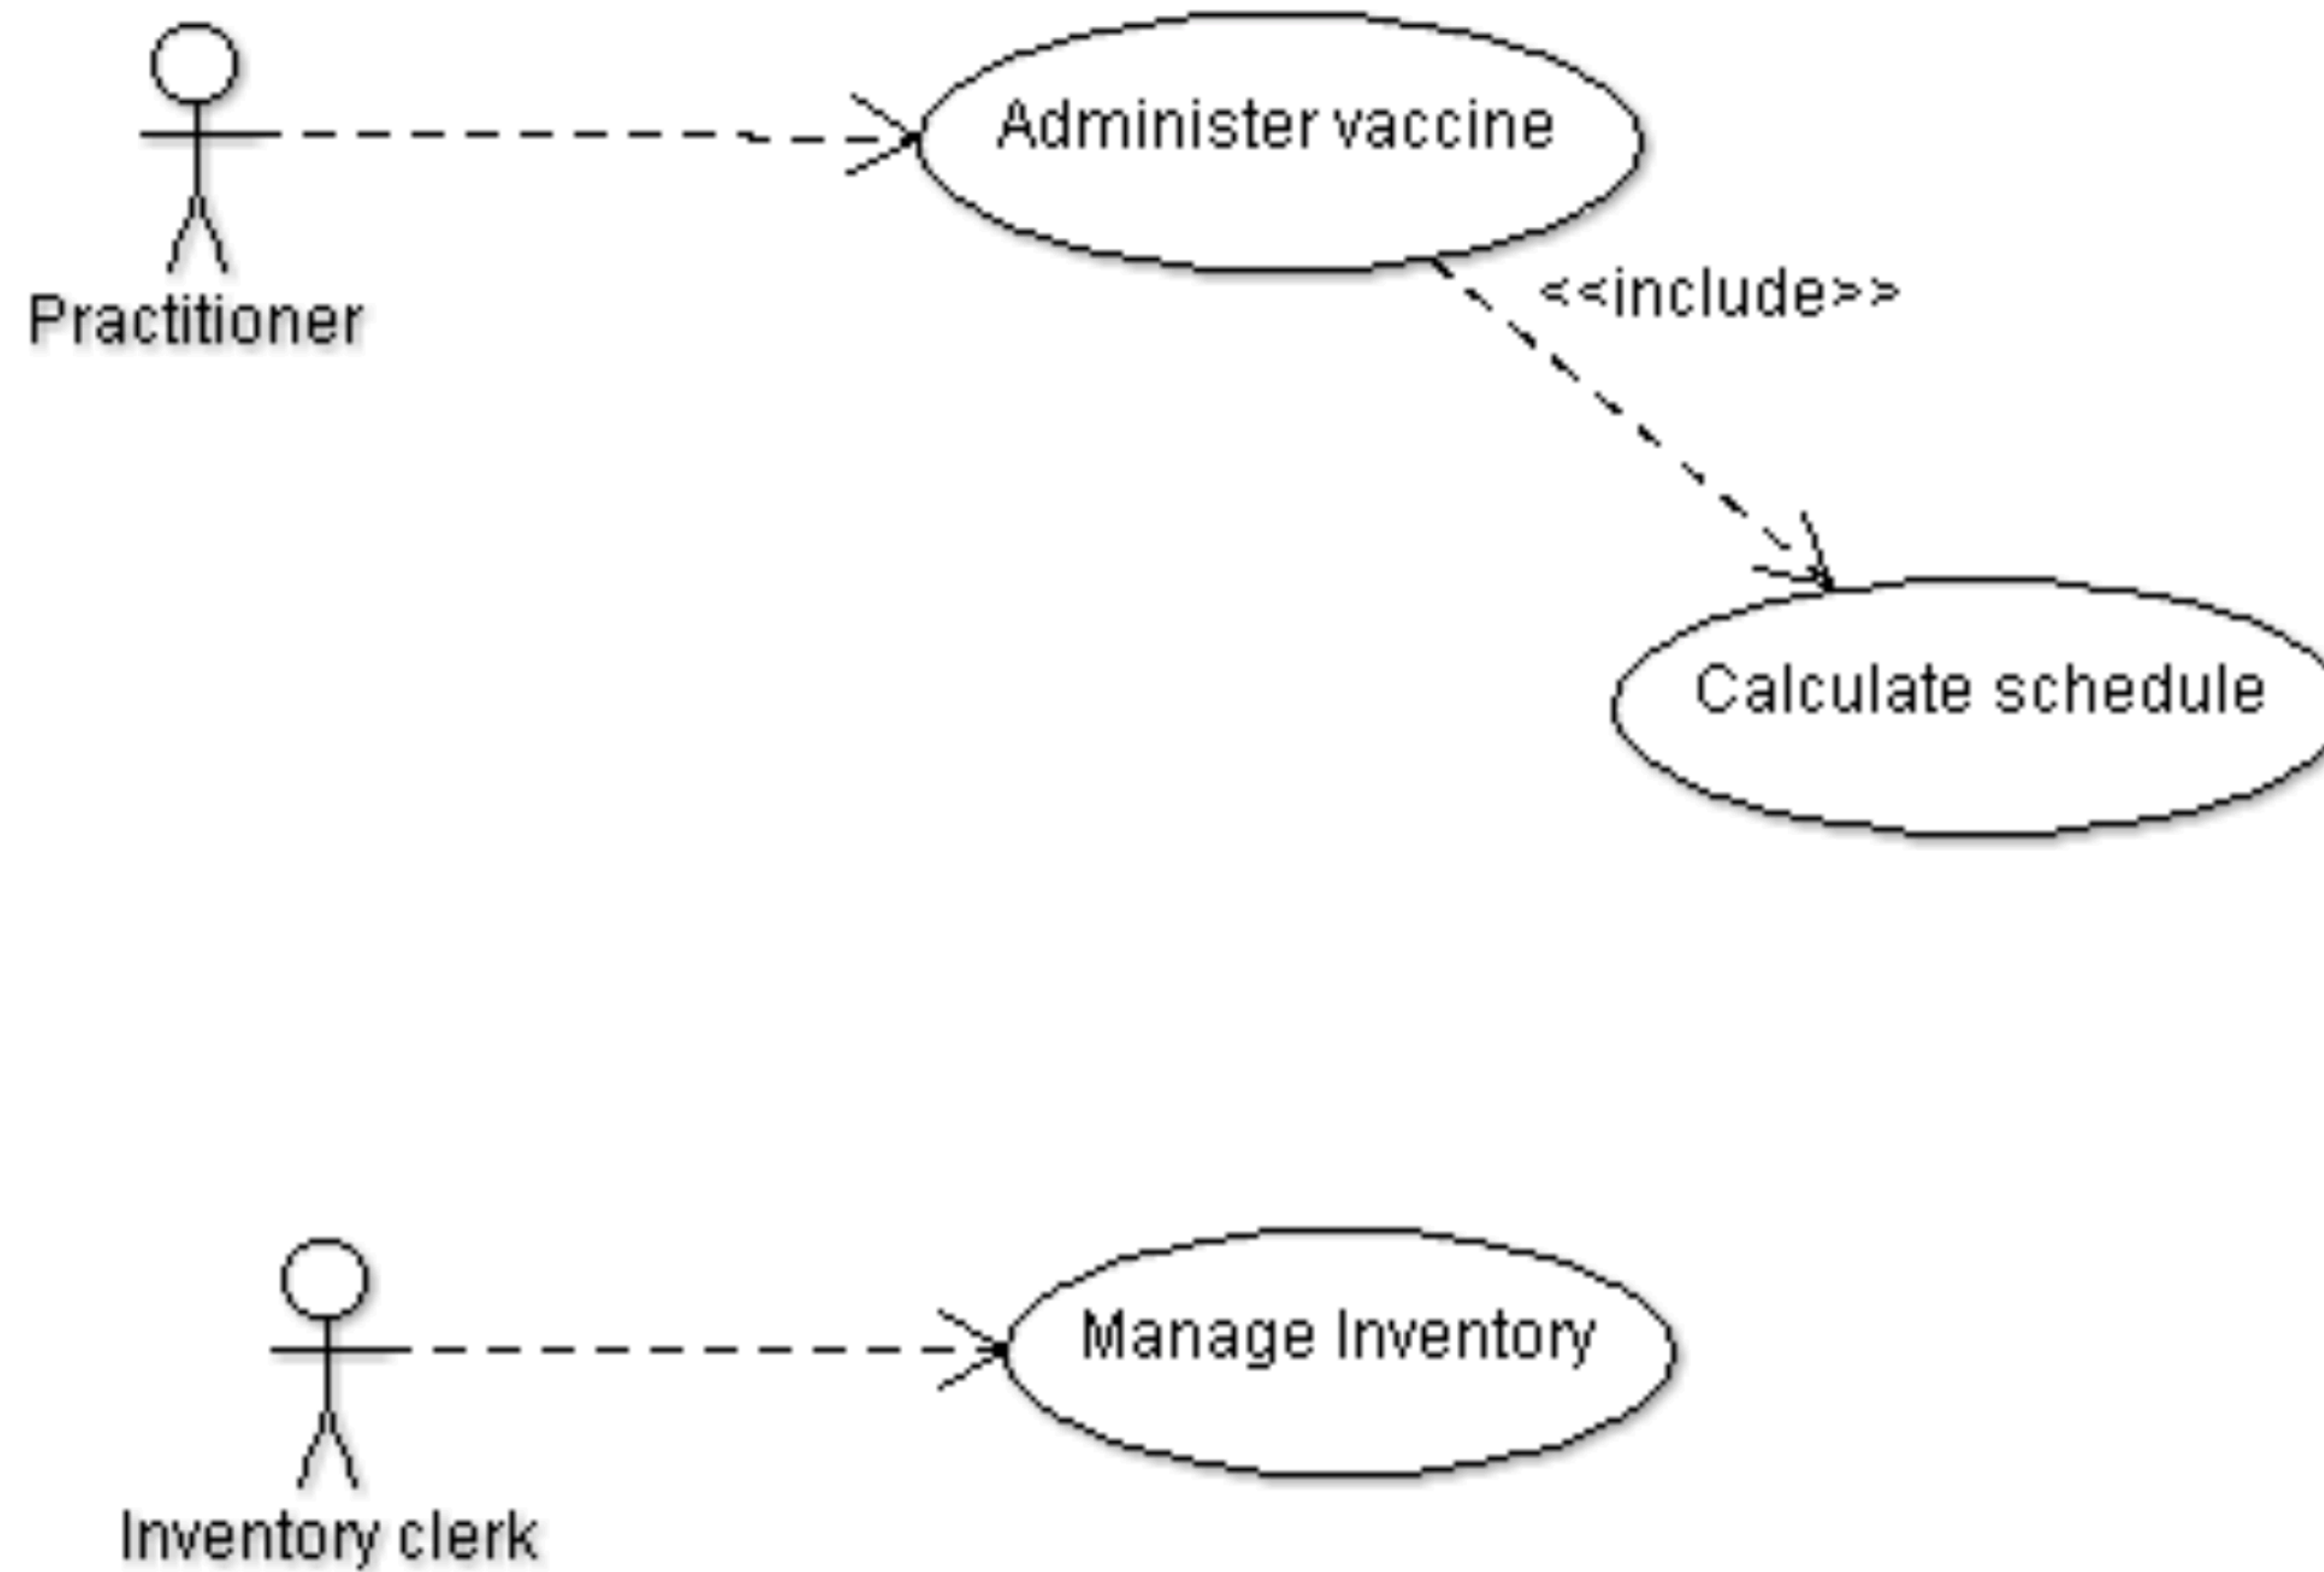 Administer vaccine
<<include>>
Practitioner
Calculate schedule
Manage Inventory
Inventory clerk